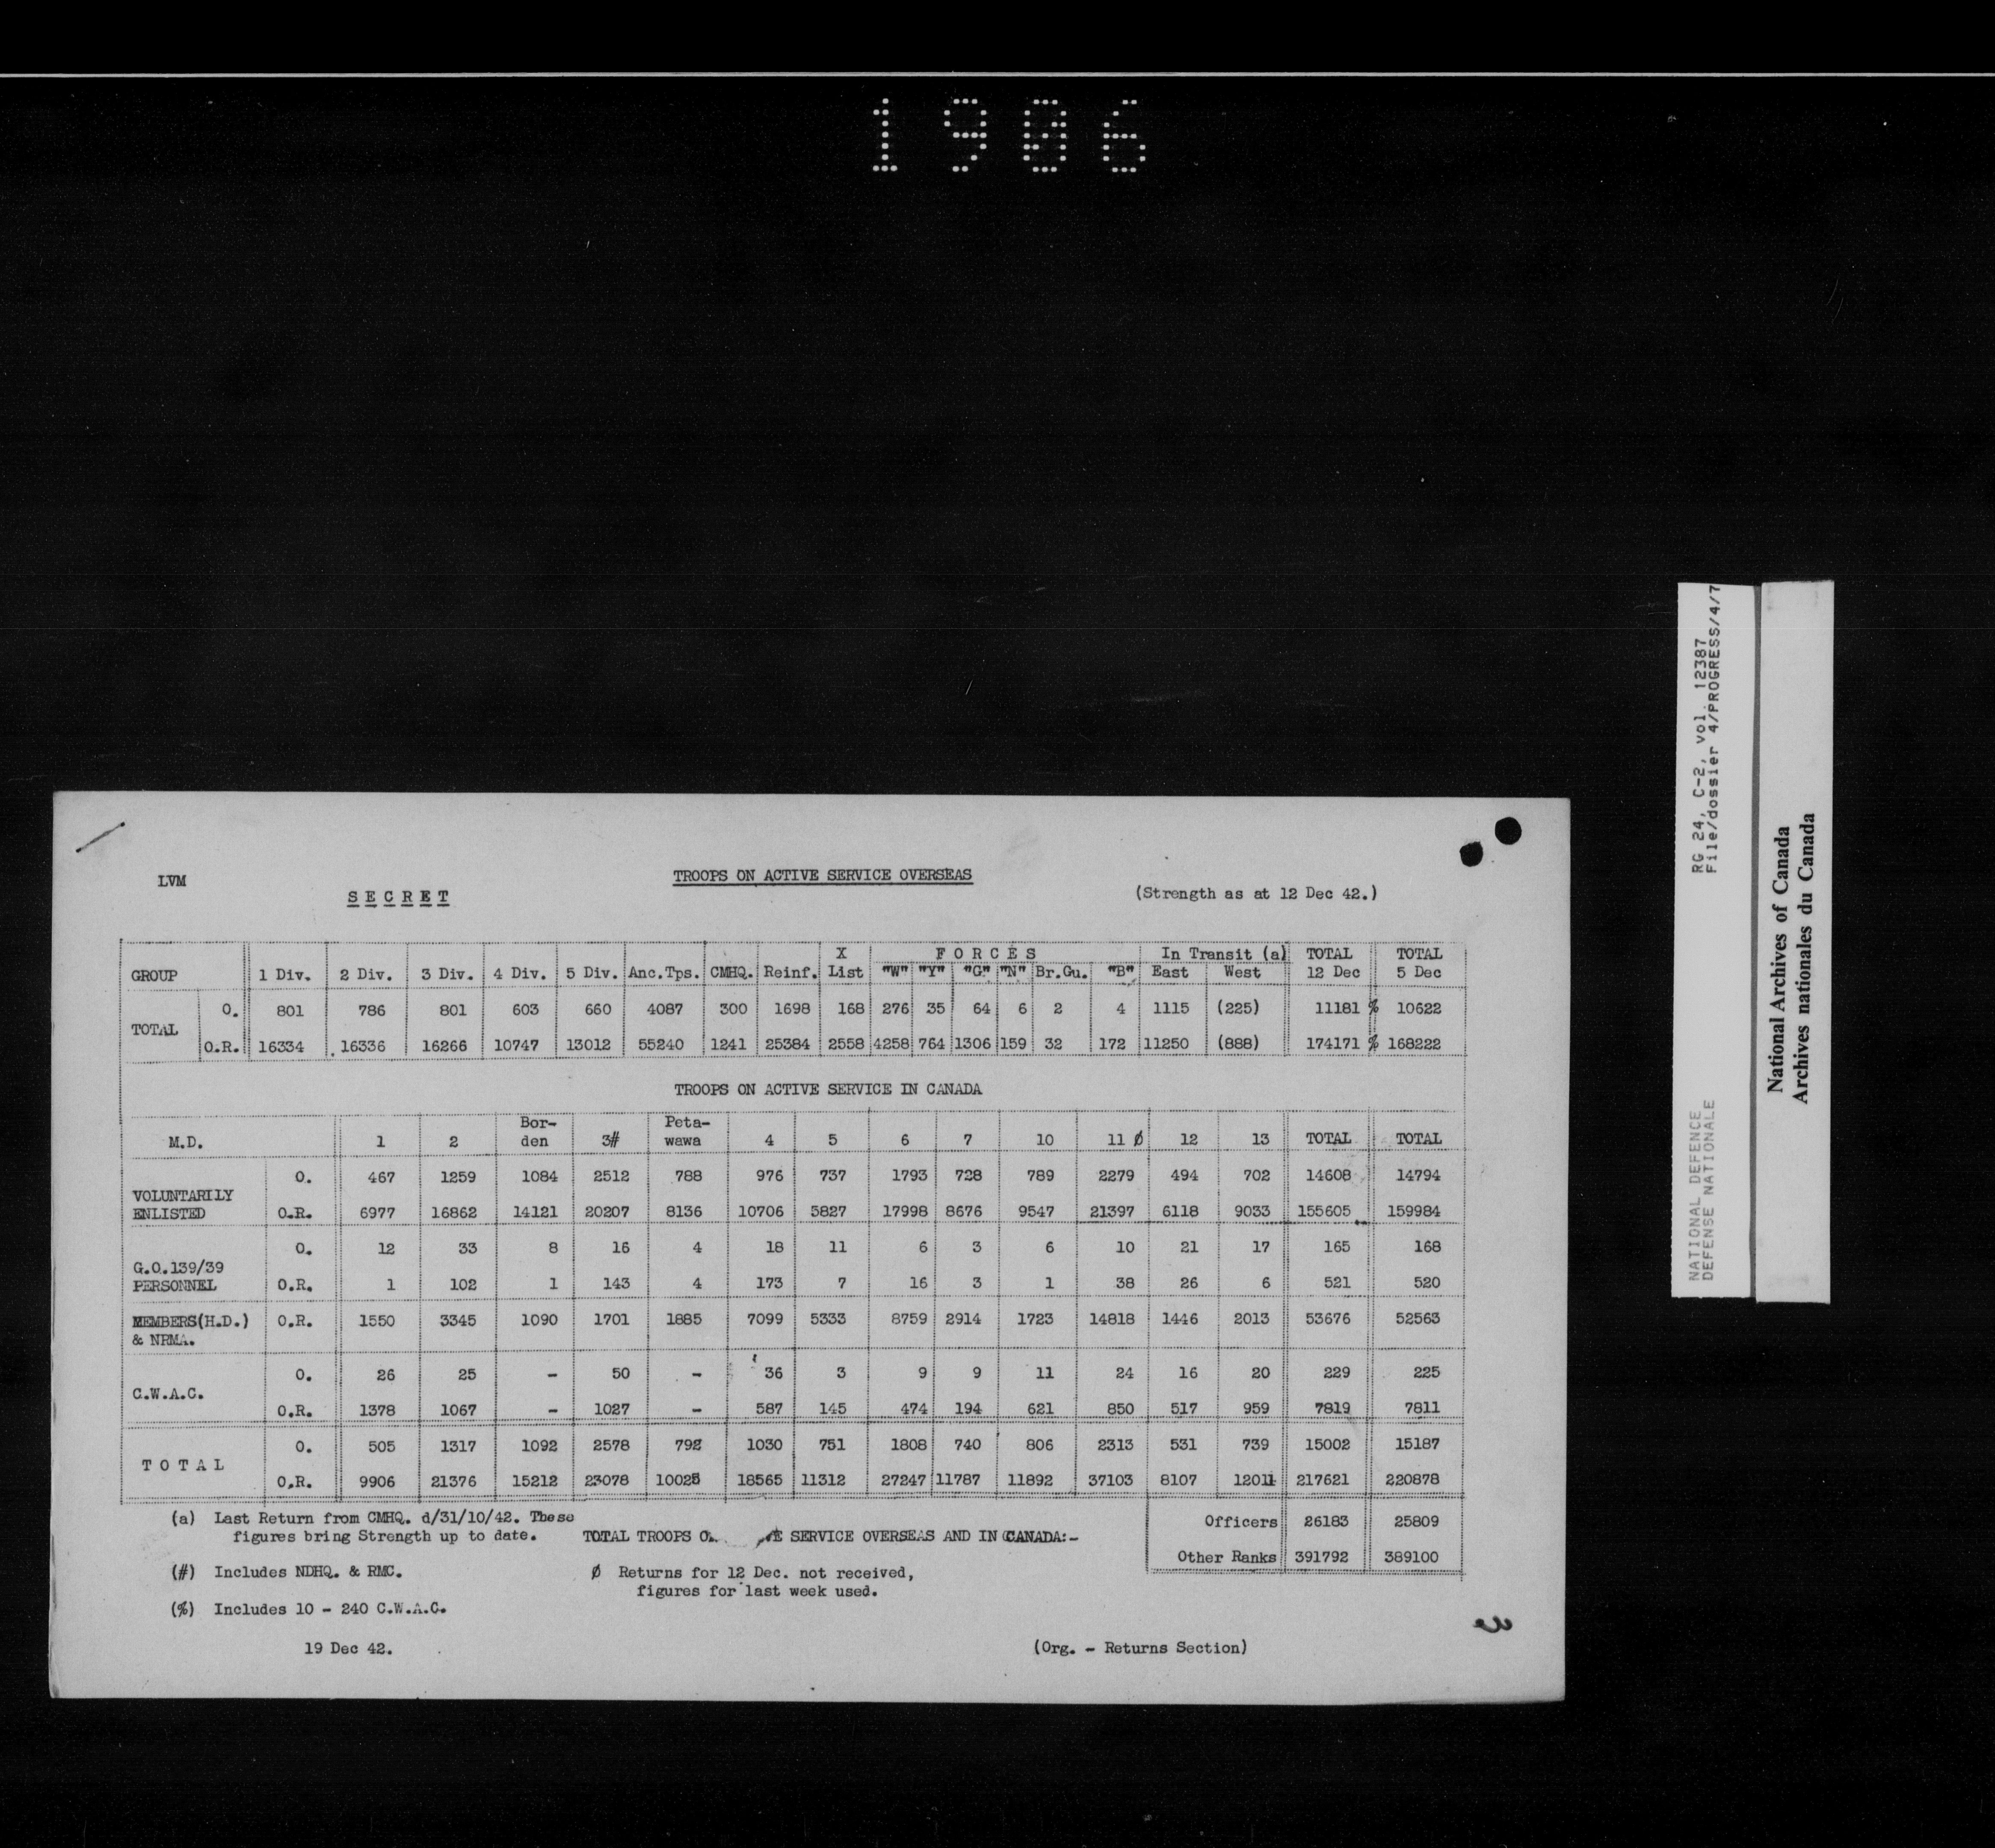 1906
LVM
TROOPS ON ACTIVE SERVICE OVERSEAS
SECRET
(Strength as at 12 Dec 42.)
X FORCES In Transit (a) TOTAL TOTAL
GROUP 1 Div. 2 Div. 3 Div. 4 Div. 5 Div. Anc.Tps. CMHQ. Reinf. List "W" "Y" "G" "N" Br.Gu. "B" East West 12 Dec 5 Dec
O. 801 786 801 603 660 4087 300 1698 168 276 35 64 6 2 4 1115 (225) 11181 % 10622
TOTAL
O.R. 16334 16336 16266 10747 13012 55240 1241 25384 2558 4258 764 1306 159 32 172 11250 (888) 174171 % 168222
TROOPS ON ACTIVE SERVICE IN CANADA
Bor- Peta-
M.D. 1 2 den 3# wawa 4 5 6 7 10 11 ø 12 13 TOTAL TOTAL
O. 467 1259 1084 2512 788 976 737 1793 728 789 2279 494 702 14608 14794
VOLUNTARILY
ENLISTED O.R. 6977 16862 14121 20207 8136 10706 5827 17998 8676 9547 21397 6118 9033 155605 159984
O. 12 33 8 16 4 18 11 6 3 6 10 21 17 165 168
G.O.139/39
PERSONNEL O.R. 1 102 1 143 4 173 7 16 3 1 38 26 6 521 520
MEMBERS(H.D.) O.R. 1550 3345 1090 1701 1885 7099 5333 8759 2914 1723 14818 1446 2013 53676 52563
& NRMA.
O. 26 25 - 50 - 36 3 9 9 11 24 16 20 229 225
C.W.A.C.
O.R. 1378 1067 - 1027 - 587 145 474 194 621 850 517 959 7819 7811
O. 505 1317 1092 2578 792 1030 751 1808 740 806 2313 531 739 15002 15187
TOTAL
O.R. 9906 21376 15212 23078 10025 18565 11312 27247 11787 11892 37103 8107 12011 217621 220878
(a) Last Return from CMHQ. d/31/10/42. These
figures bring Strength up to date.
TOTAL TROOPS O E SERVICE OVERSEAS AND IN CANADA:-
Officers 26183 25809
Other Ranks 391792 389100
(#) Includes NDHQ. & RMC.
ø Returns for 12 Dec. not received,
figures for last week used.
(%) Includes 10 - 240 C.W.A.C.
19 Dec 42.
(Org. - Returns Section)
RG 24, C-2, vol. 12387
File/dossier 4/PROGRESS/4/7
NATIONAL DEFENCE
DEFENSE NATIONALE
National Archives of Canada
Archives nationales du Canada